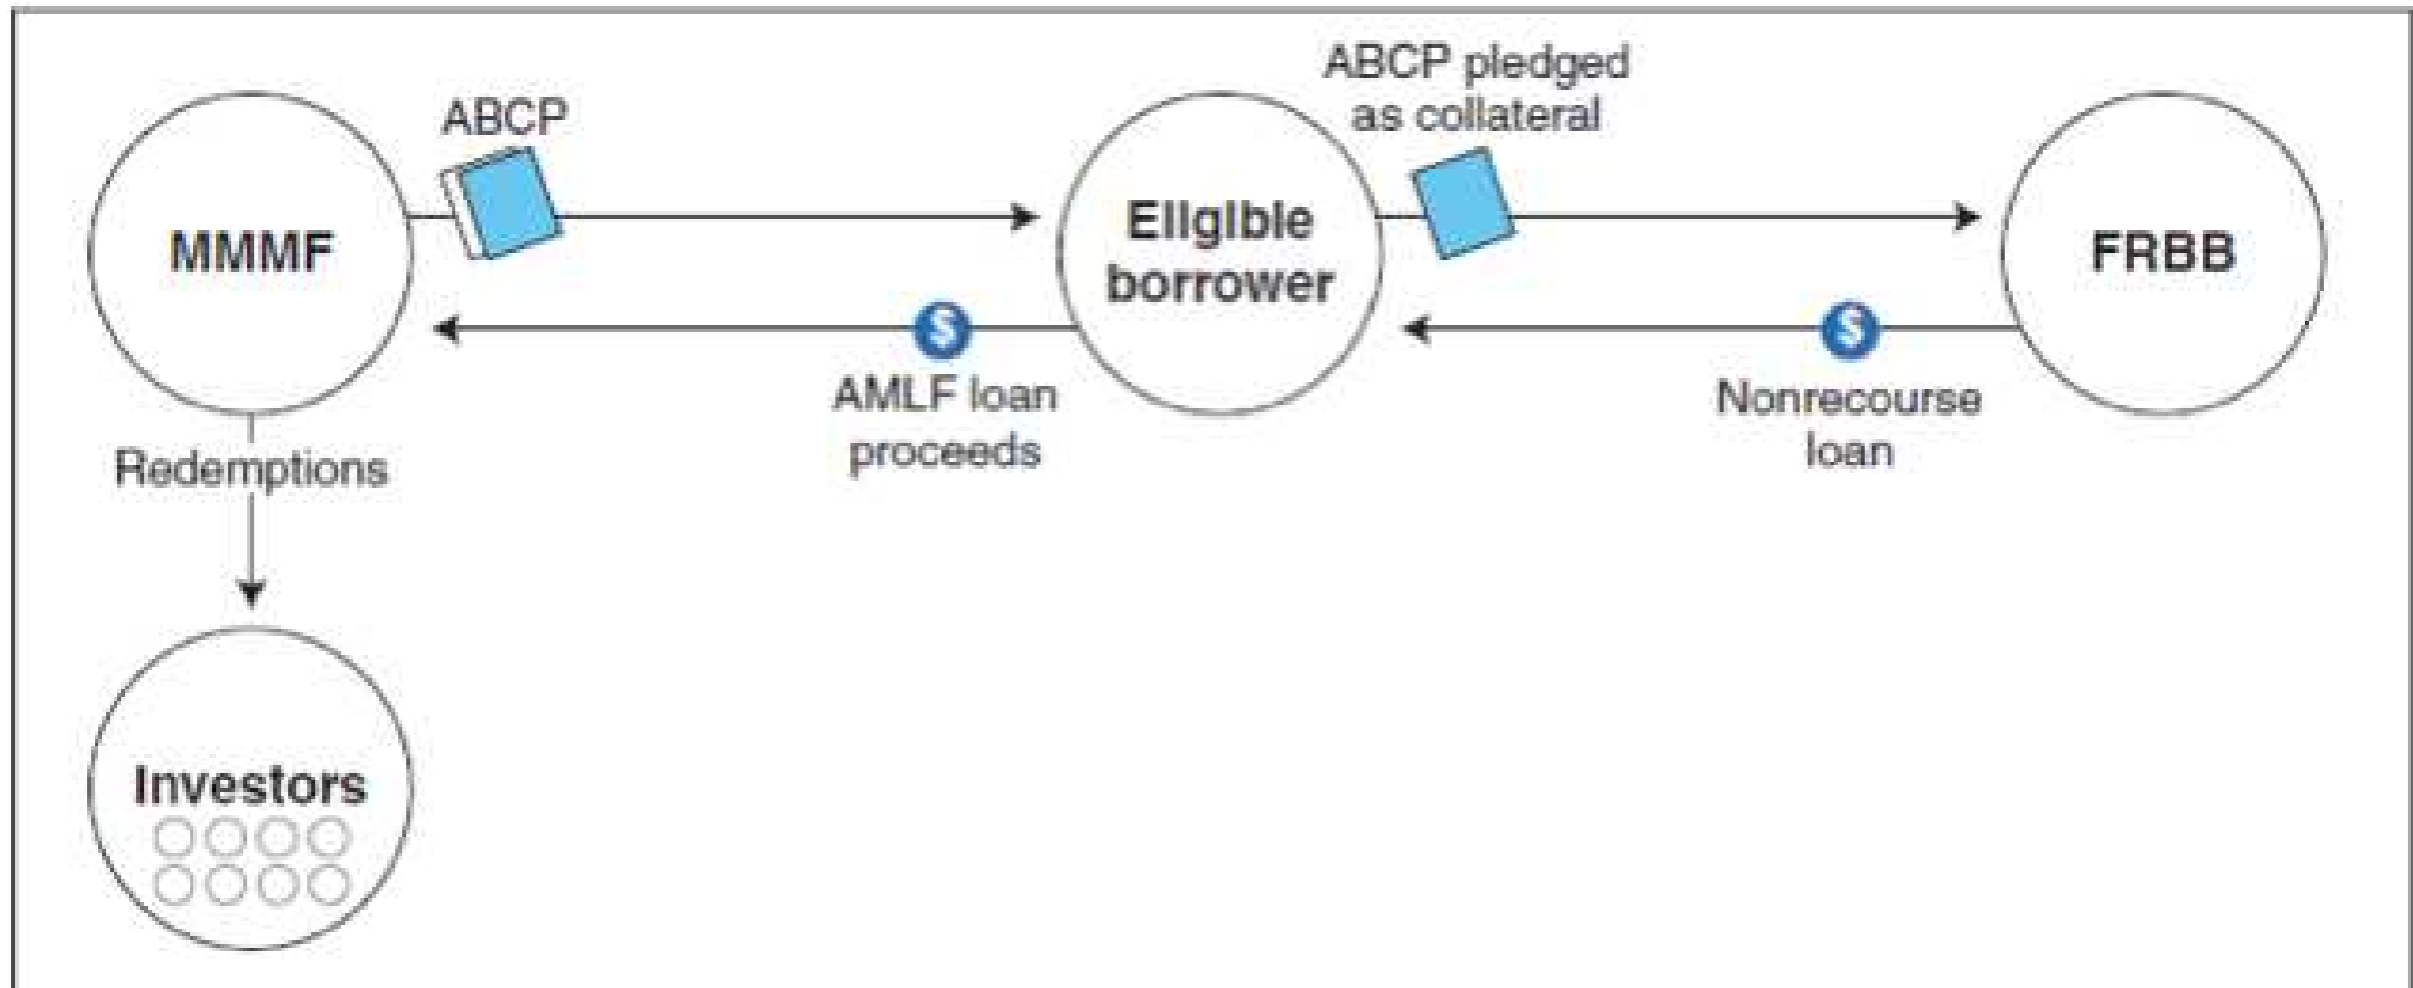 ABCP
ABCP pledged
as collateral
MMMF
Eligible
borrower
FRBB
$
$
AMLF loan
proceeds
Nonrecourse
loan
Redemptions
Investors